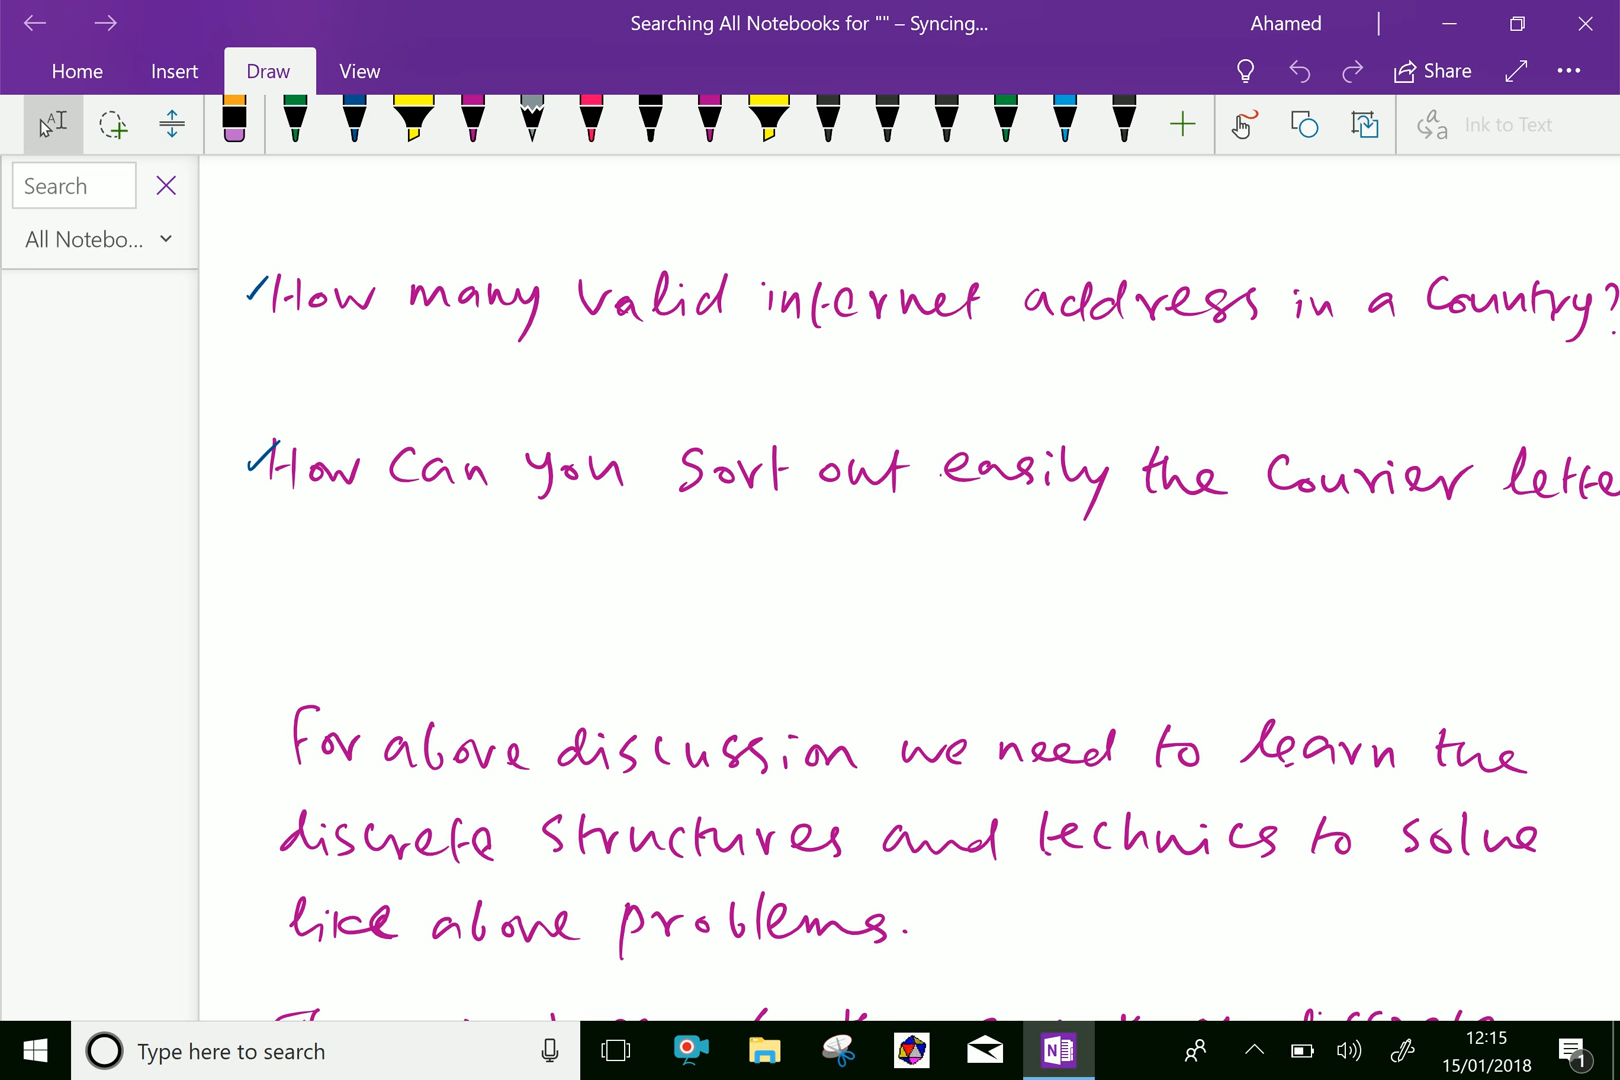 Searching All Notebooks for "" – Syncing...
Ahamed
Home
Insert
Draw
View
Share
Ink to Text
Search
All Notebo...
How many valid internet address in a Country?
How can you sort out easily the Courier lette
For above discussion we need to learn the
discrete structures and technics to solve
like above problems.
Type here to search
12:15
15/01/2018
1